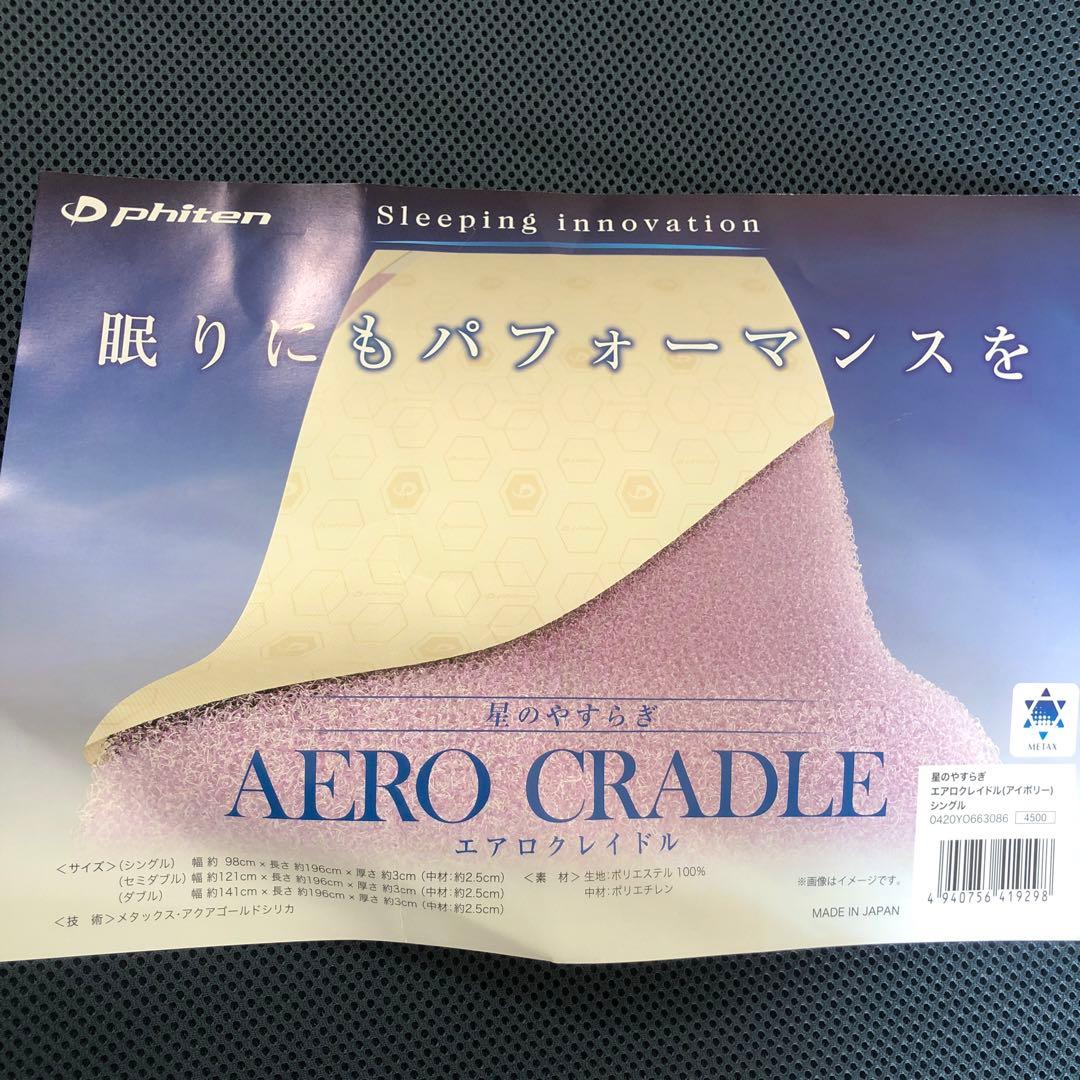 phiten
Sleeping innovation
眠りにもパフォーマンスを
星のやすらぎ
AERO CRADLE
エアロクレイドル
METAX
星のやすらぎ
エアロクレイドル(アイボリー)
シングル
0420YO663086 4500
4 940756 419298
<サイズ>(シングル) 幅 約 98cm × 長さ 約196cm × 厚さ 約3cm (中材:約2.5cm)
(セミダブル) 幅 約121cm × 長さ 約196cm × 厚さ 約3cm (中材:約2.5cm)
(ダブル) 幅 約141cm × 長さ 約196cm × 厚さ 約3cm (中材:約2.5cm)
<技 術>メタックス・アクアゴールドシリカ
<素 材>生地:ポリエステル 100%
中材:ポリエチレン
※画像はイメージです。
MADE IN JAPAN